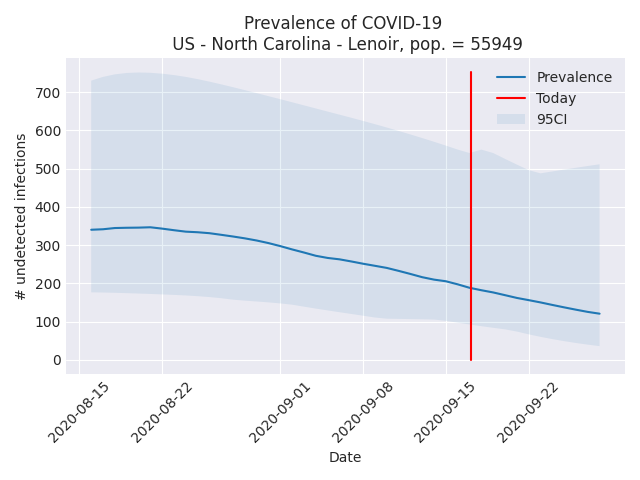 Prevalence of COVID-19
US - North Carolina - Lenoir, pop. = 55949
Prevalence
Today
95CI
# undetected infections
700
600
500
400
300
200
100
0
2020-08-15
2020-08-22
2020-09-01
2020-09-08
2020-09-15
2020-09-22
Date